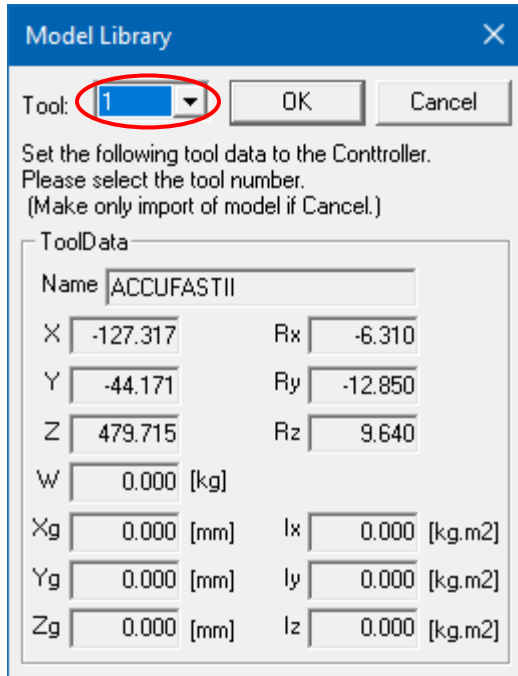 Model Library
Tool: 1 OK Cancel
Set the following tool data to the Conttroller.
Please select the tool number.
(Make only import of model if Cancel.)
ToolData
Name ACCUFASTII
X -127.317 Rx -6.310
Y -44.171 Ry -12.850
Z 479.715 Rz 9.640
W 0.000 [kg]
Xg 0.000 [mm] Ix 0.000 [kg.m2]
Yg 0.000 [mm] Iy 0.000 [kg.m2]
Zg 0.000 [mm] Iz 0.000 [kg.m2]